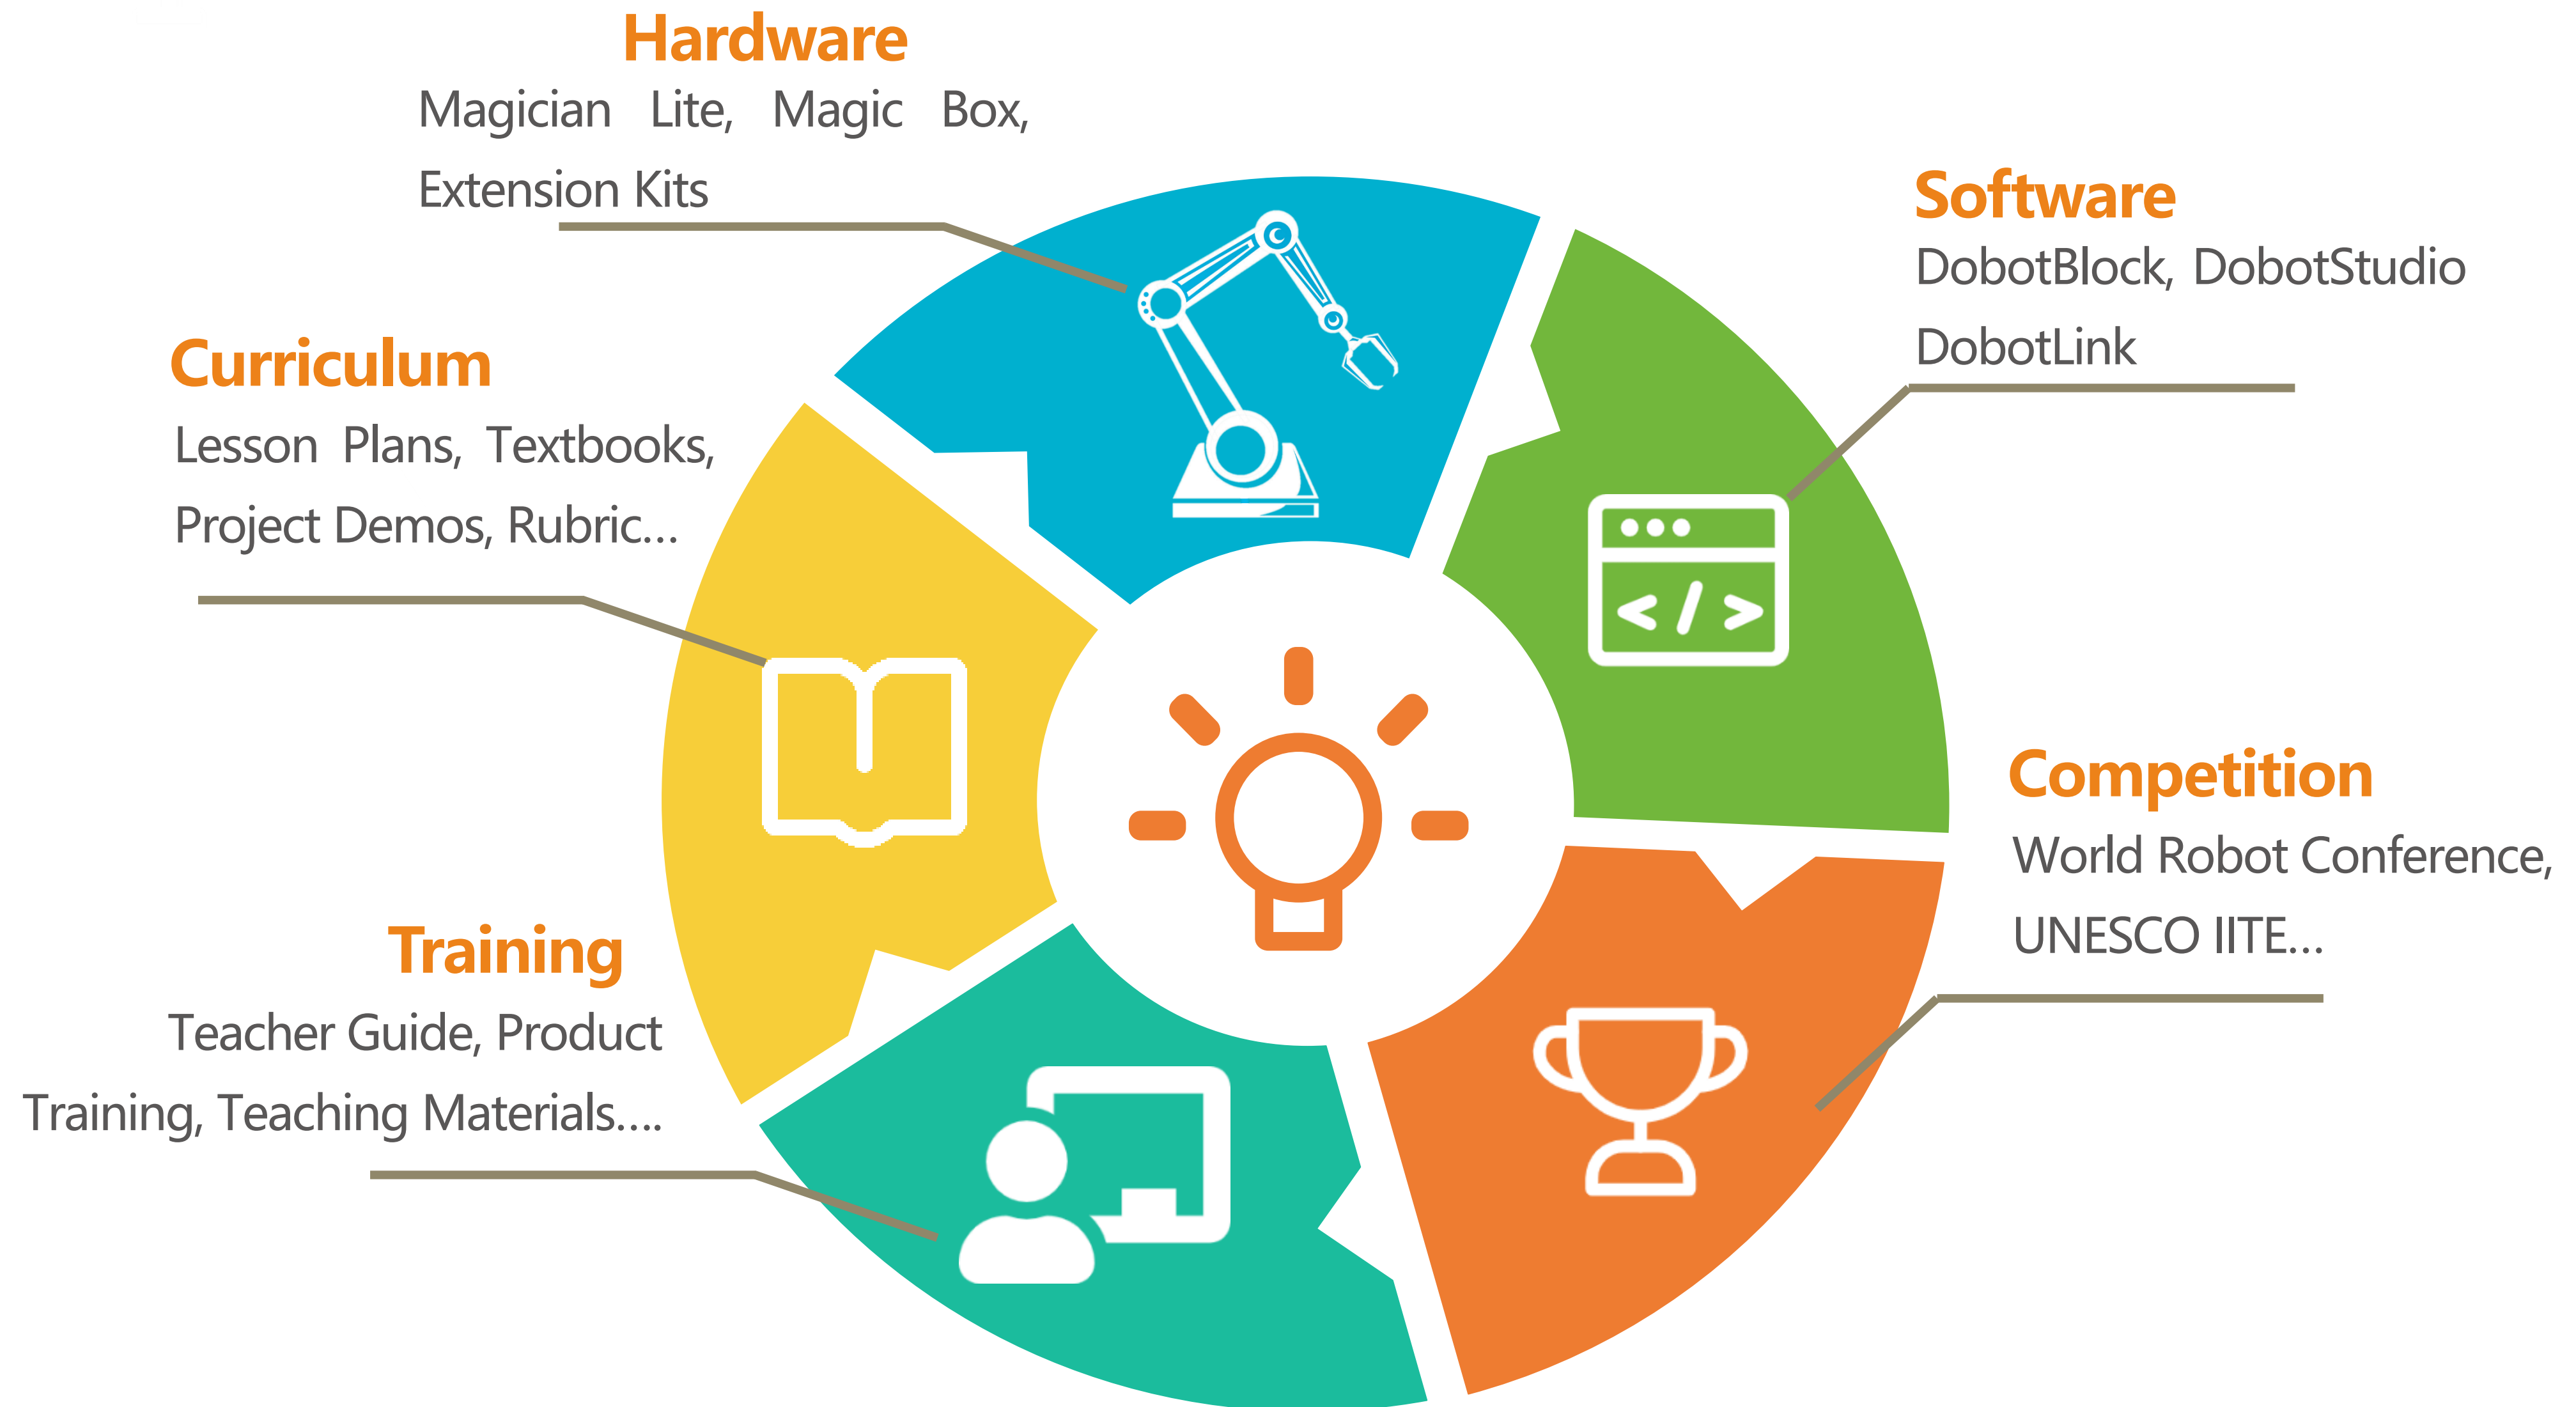 Hardware
Magician Lite, Magic Box,
Extension Kits
Software
DobotBlock, DobotStudio
DobotLink
Curriculum
Lesson Plans, Textbooks,
Project Demos, Rubric...
</>
Competition
World Robot Conference,
UNESCO IITE...
Training
Teacher Guide, Product
Training, Teaching Materials....